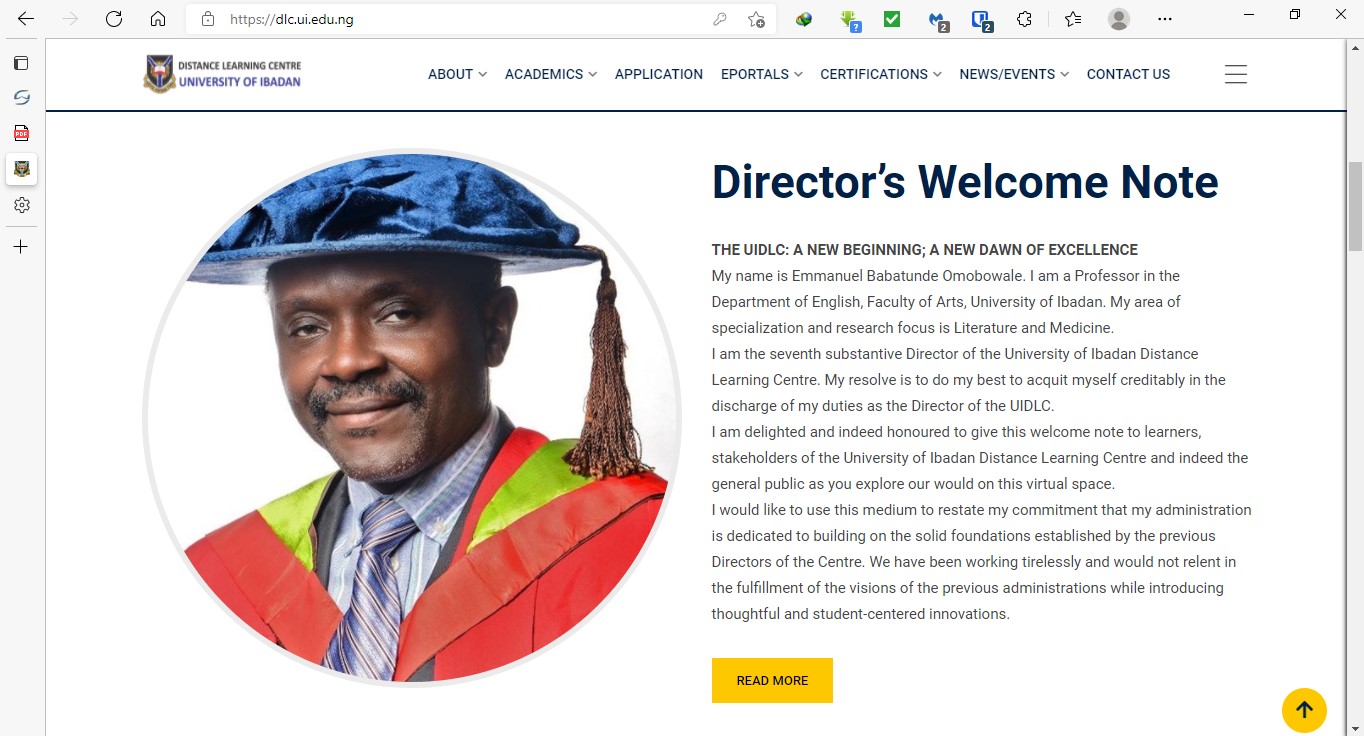 https://dlc.ui.edu.ng
?
2
2
PDF
DISTANCE LEARNING CENTRE
UNIVERSITY OF IBADAN
ABOUT ACADEMICS APPLICATION EPORTALS CERTIFICATIONS NEWS/EVENTS CONTACT US
Director’s Welcome Note
THE UIDLC: A NEW BEGINNING; A NEW DAWN OF EXCELLENCE
My name is Emmanuel Babatunde Omobowale. I am a Professor in the
Department of English, Faculty of Arts, University of Ibadan. My area of
specialization and research focus is Literature and Medicine.
I am the seventh substantive Director of the University of Ibadan Distance
Learning Centre. My resolve is to do my best to acquit myself creditably in the
discharge of my duties as the Director of the UIDLC.
I am delighted and indeed honoured to give this welcome note to learners,
stakeholders of the University of Ibadan Distance Learning Centre and indeed the
general public as you explore our would on this virtual space.
I would like to use this medium to restate my commitment that my administration
is dedicated to building on the solid foundations established by the previous
Directors of the Centre. We have been working tirelessly and would not relent in
the fulfillment of the visions of the previous administrations while introducing
thoughtful and student-centered innovations.
READ MORE